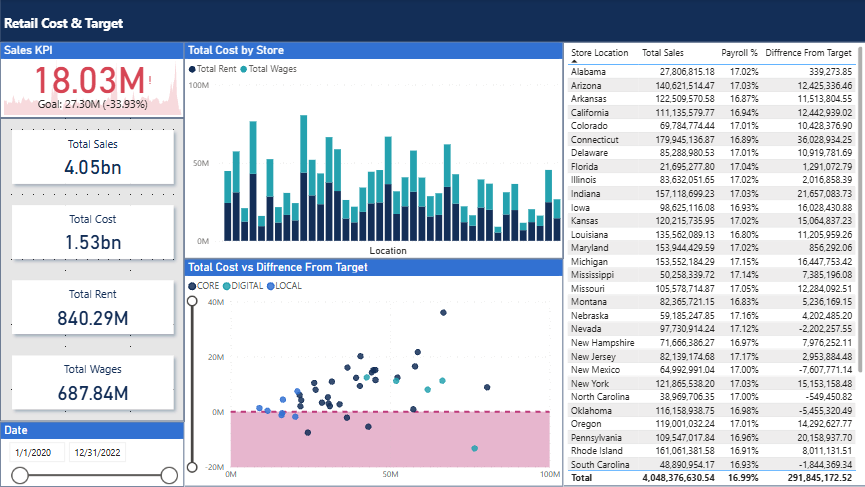 Retail Cost & Target
Sales KPI
18.03M!
Goal: 27.30M (-33.93%)
Total Sales
4.05bn
Total Cost
1.53bn
Total Rent
840.29M
Total Wages
687.84M
Date
1/1/2020 12/31/2022
Total Cost by Store
Total Rent Total Wages
100M
50M
0M
Location
Total Cost vs Diffrence From Target
CORE DIGITAL LOCAL
40M
20M
0M
-20M
0M 50M 100M
Store Location Total Sales Payroll % Diffrence From Target
Alabama 27,806,815.18 17.02% 339,273.85
Arizona 140,621,514.47 17.03% 12,425,336.46
Arkansas 122,509,570.58 16.87% 11,513,804.55
California 111,135,579.77 16.94% 12,442,939.02
Colorado 69,784,774.44 17.01% 10,428,376.90
Connecticut 179,945,136.87 16.89% 36,028,934.25
Delaware 85,288,980.53 17.01% 10,919,781.69
Florida 21,695,277.80 17.04% 1,291,072.79
Illinois 83,632,051.65 17.02% 2,016,858.39
Indiana 157,118,699.23 17.03% 21,657,083.73
Iowa 98,625,116.08 16.93% 16,028,430.88
Kansas 120,215,735.95 17.02% 15,064,837.23
Louisiana 135,562,089.13 16.80% 11,205,959.26
Maryland 153,944,429.59 17.02% 856,292.06
Michigan 153,552,184.29 17.15% 16,447,753.42
Mississippi 50,258,339.72 17.14% 7,385,196.08
Missouri 105,578,714.87 17.05% 12,284,092.51
Montana 82,365,721.15 16.83% 5,236,169.15
Nebraska 59,185,247.85 17.16% 4,202,485.20
Nevada 97,730,914.24 17.12% -2,202,257.55
New Hampshire 71,666,386.27 16.97% 7,976,252.11
New Jersey 82,139,174.68 17.17% 2,953,884.48
New Mexico 64,992,991.04 17.00% -7,607,771.14
New York 121,865,538.20 17.03% 15,153,158.48
North Carolina 38,969,706.35 17.00% -549,450.82
Oklahoma 116,158,938.75 16.98% -5,455,320.49
Oregon 119,001,032.24 17.01% 14,292,627.77
Pennsylvania 109,547,017.84 16.96% 20,158,937.70
Rhode Island 161,061,381.58 16.91% 8,011,131.51
South Carolina 48,890,954.17 16.93% -1,844,369.34
Total 4,048,376,630.54 16.99% 291,845,172.52